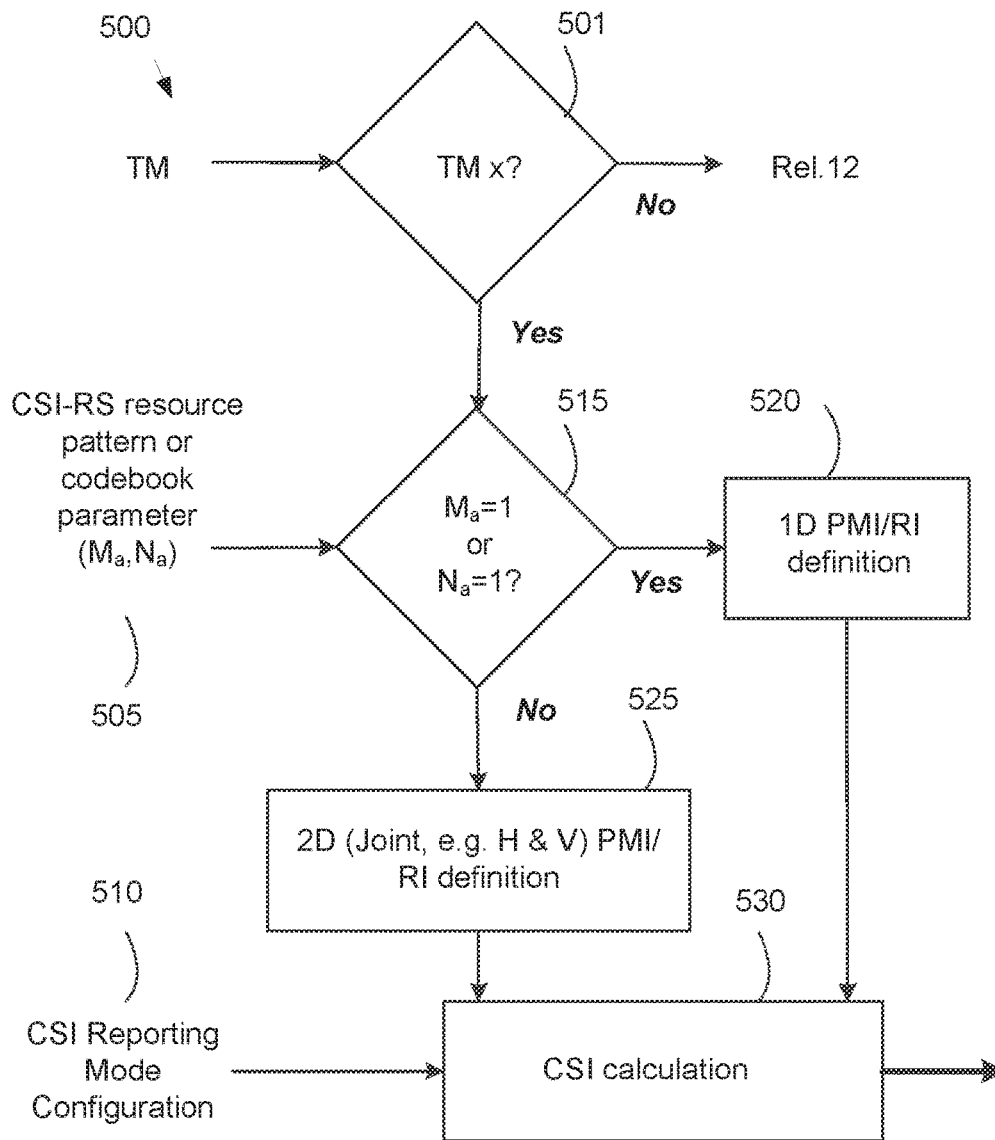 500
501
TM
TM x?
No
Rel.12
Yes
CSI-RS resource
pattern or
codebook
parameter
(Mₐ,Nₐ)
505
515
Mₐ=1
or
Nₐ=1?
Yes
520
1D PMI/RI
definition
No
525
2D (Joint, e.g. H & V) PMI/
RI definition
510
CSI Reporting
Mode
Configuration
530
CSI calculation